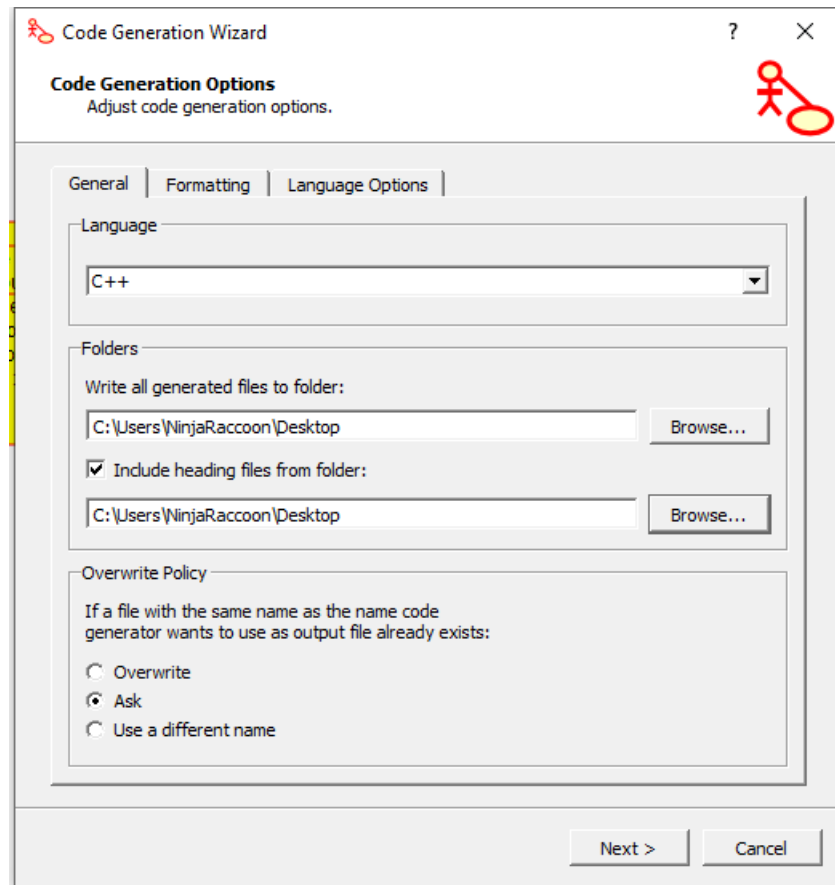 Code Generation Wizard
?
Code Generation Options
Adjust code generation options.
General
Formatting
Language Options
Language
C++
Folders
Write all generated files to folder:
C:\Users\NinjaRaccoon\Desktop
Browse...
Include heading files from folder:
C:\Users\NinjaRaccoon\Desktop
Browse...
Overwrite Policy
If a file with the same name as the name code
generator wants to use as output file already exists:
Overwrite
Ask
Use a different name
Next >
Cancel